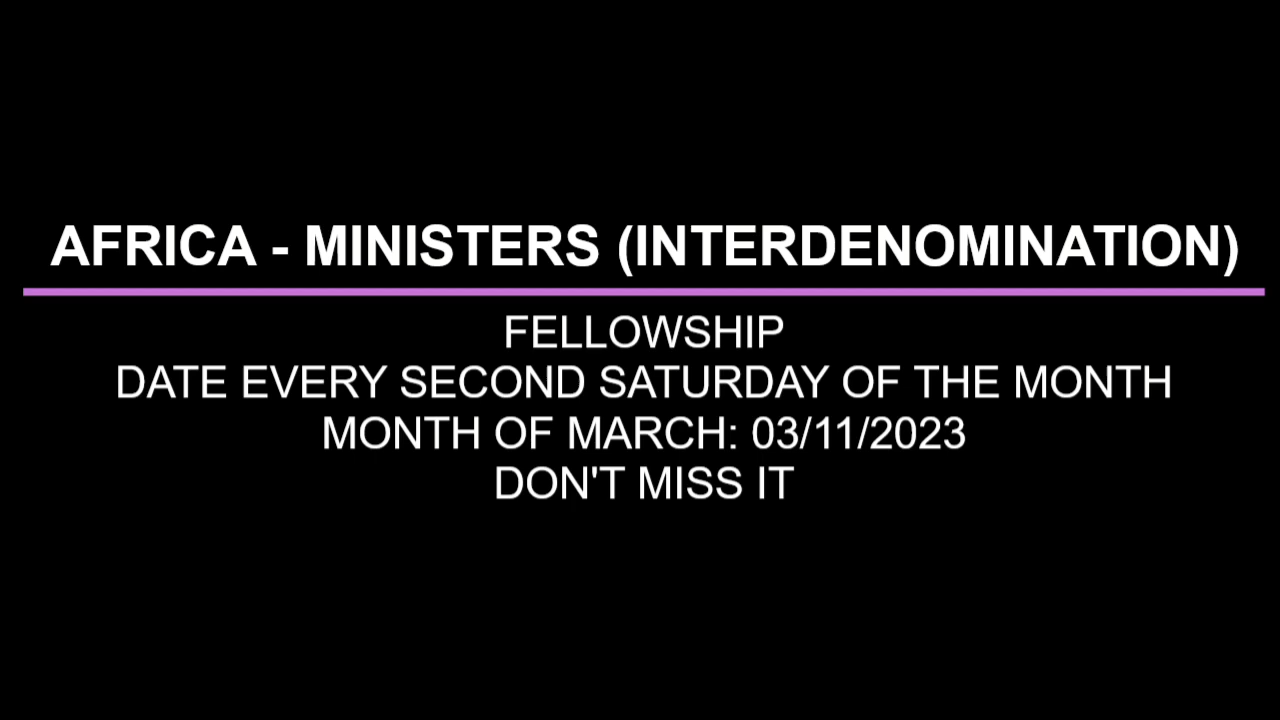 AFRICA - MINISTERS (INTERDENOMINATION)
FELLOWSHIP
DATE EVERY SECOND SATURDAY OF THE MONTH
MONTH OF MARCH: 03/11/2023
DON'T MISS IT